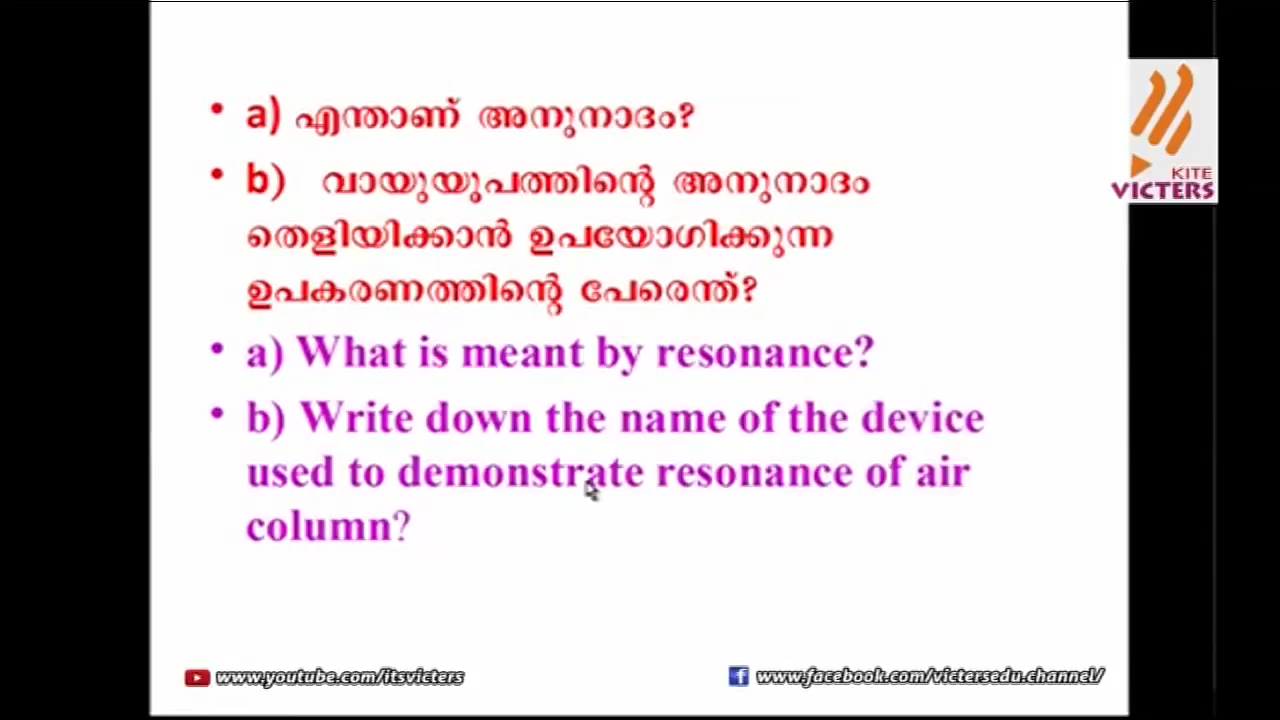 • a) എന്താണ് അനുനാദം?
• b) വായുയൂപത്തിന്റെ അനുനാദം
തെളിയിക്കാൻ ഉപയോഗിക്കുന്ന
ഉപകരണത്തിന്റെ പേരെന്ത്?
• a) What is meant by resonance?
• b) Write down the name of the device
used to demonstrate resonance of air
column?
KITE
VICTERS
www.youtube.com/itsvicters
www.facebook.com/victersedu.channel/